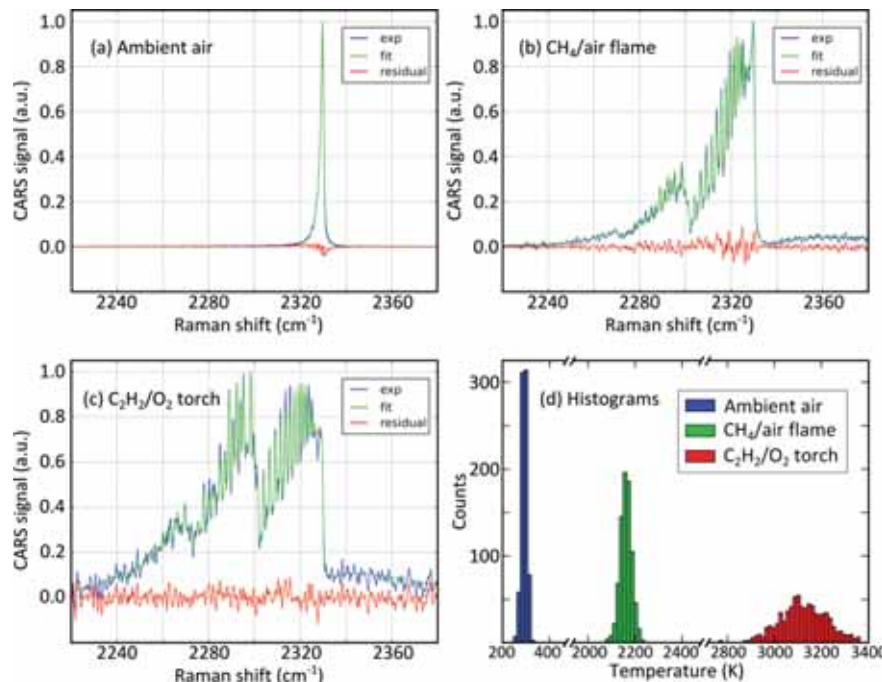 (a) Ambient air
exp
fit
residual
CARS signal (a.u.)
1.0
0.8
0.6
0.4
0.2
0.0
2240 2280 2320 2360
Raman shift (cm⁻¹)
(b) CH₄/air flame
exp
fit
residual
CARS signal (a.u.)
1.0
0.8
0.6
0.4
0.2
0.0
2240 2280 2320 2360
Raman shift (cm⁻¹)
(c) C₂H₂/O₂ torch
exp
fit
residual
CARS signal (a.u.)
1.0
0.8
0.6
0.4
0.2
0.0
2240 2280 2320 2360
Raman shift (cm⁻¹)
(d) Histograms
Ambient air
CH₄/air flame
C₂H₂/O₂ torch
Counts
300
200
100
200 400 2000 2200 2400 2800 3000 3200 3400
Temperature (K)